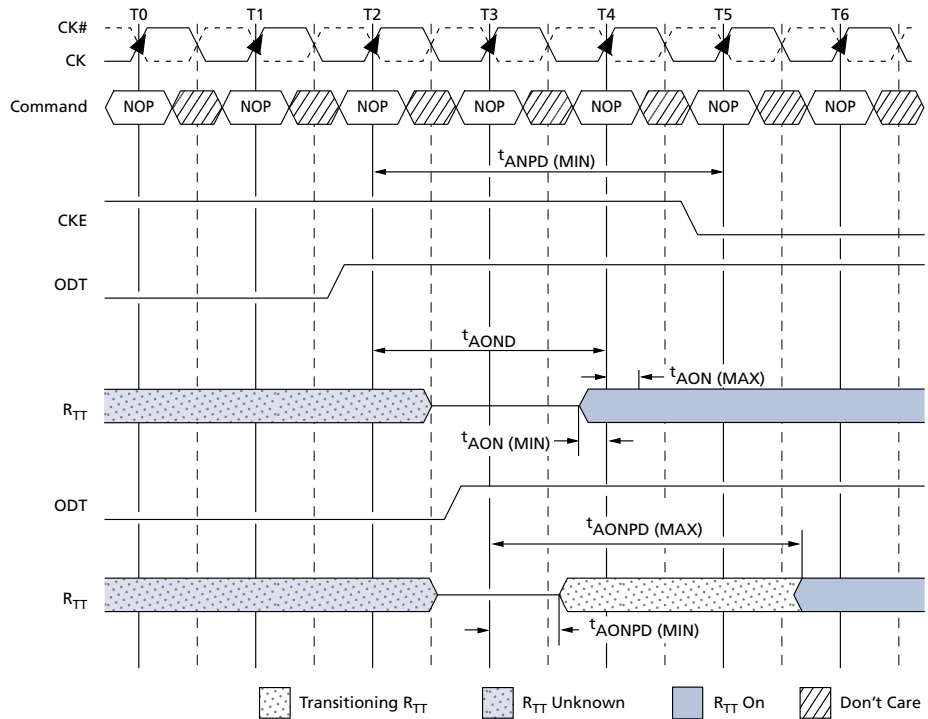 T0 T1 T2 T3 T4 T5 T6
CK#
CK
Command NOP NOP NOP NOP NOP NOP NOP
tANPD (MIN)
CKE
ODT
tAOND
tAON (MAX)
RTT
tAON (MIN)
ODT
tAONPD (MAX)
RTT
tAONPD (MIN)
Transitioning RTT RTT Unknown RTT On Don't Care